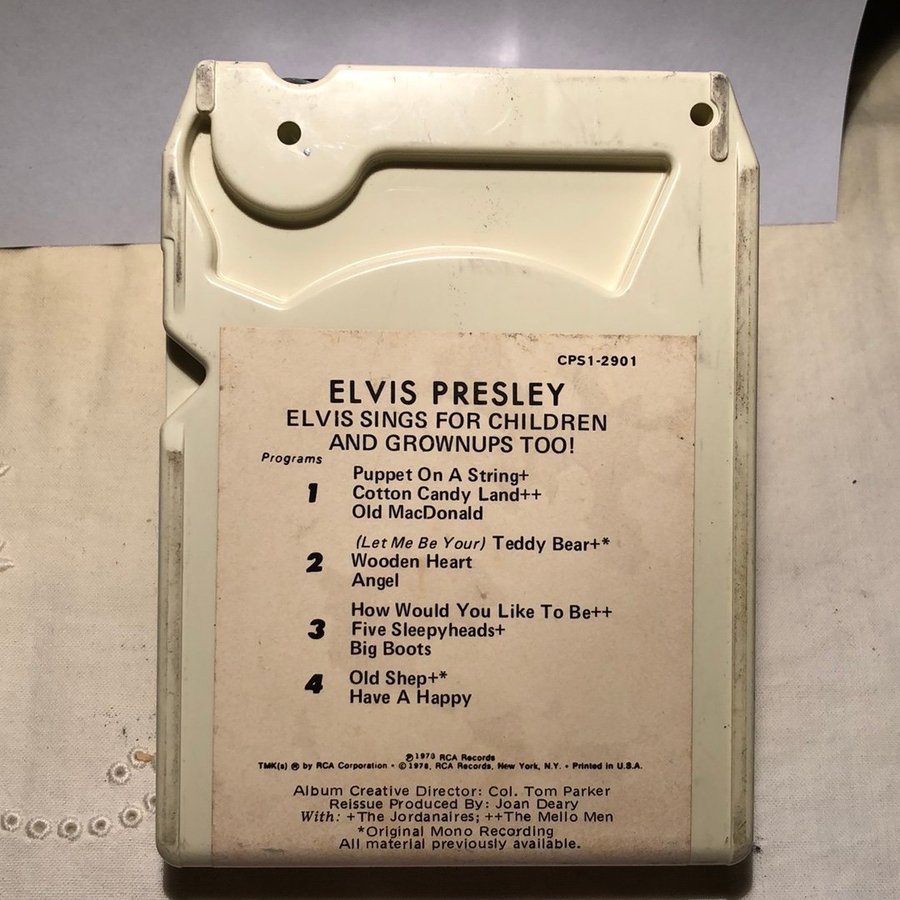 CPS1-2901
ELVIS PRESLEY
ELVIS SINGS FOR CHILDREN
AND GROWNUPS TOO!
Programs
1
Puppet On A String+
Cotton Candy Land++
Old MacDonald
2
(Let Me Be Your) Teddy Bear+*
Wooden Heart
Angel
3
How Would You Like To Be++
Five Sleepyheads+
Big Boots
4
Old Shep+*
Have A Happy
℗1978 RCA Records
TMK(s) ® by RCA Corporation • ©1978, RCA Records, New York, N.Y. • Printed in U.S.A.
Album Creative Director: Col. Tom Parker
Reissue Produced By: Joan Deary
With: +The Jordanaires; ++The Mello Men
*Original Mono Recording
All material previously available.